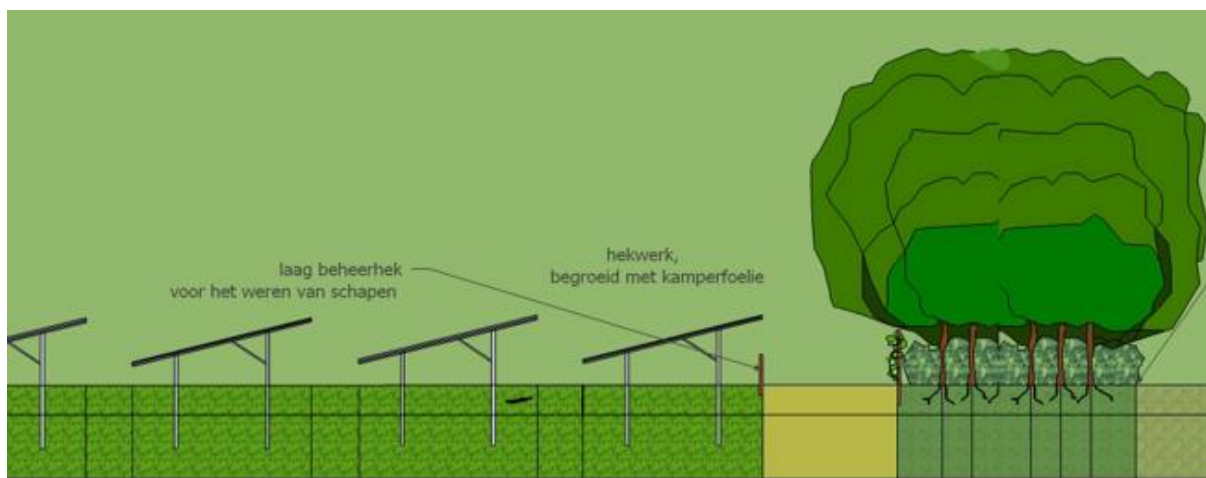 laag beheerhek
voor het weren van schapen
hekwerk,
begroeid met kamperfoelie